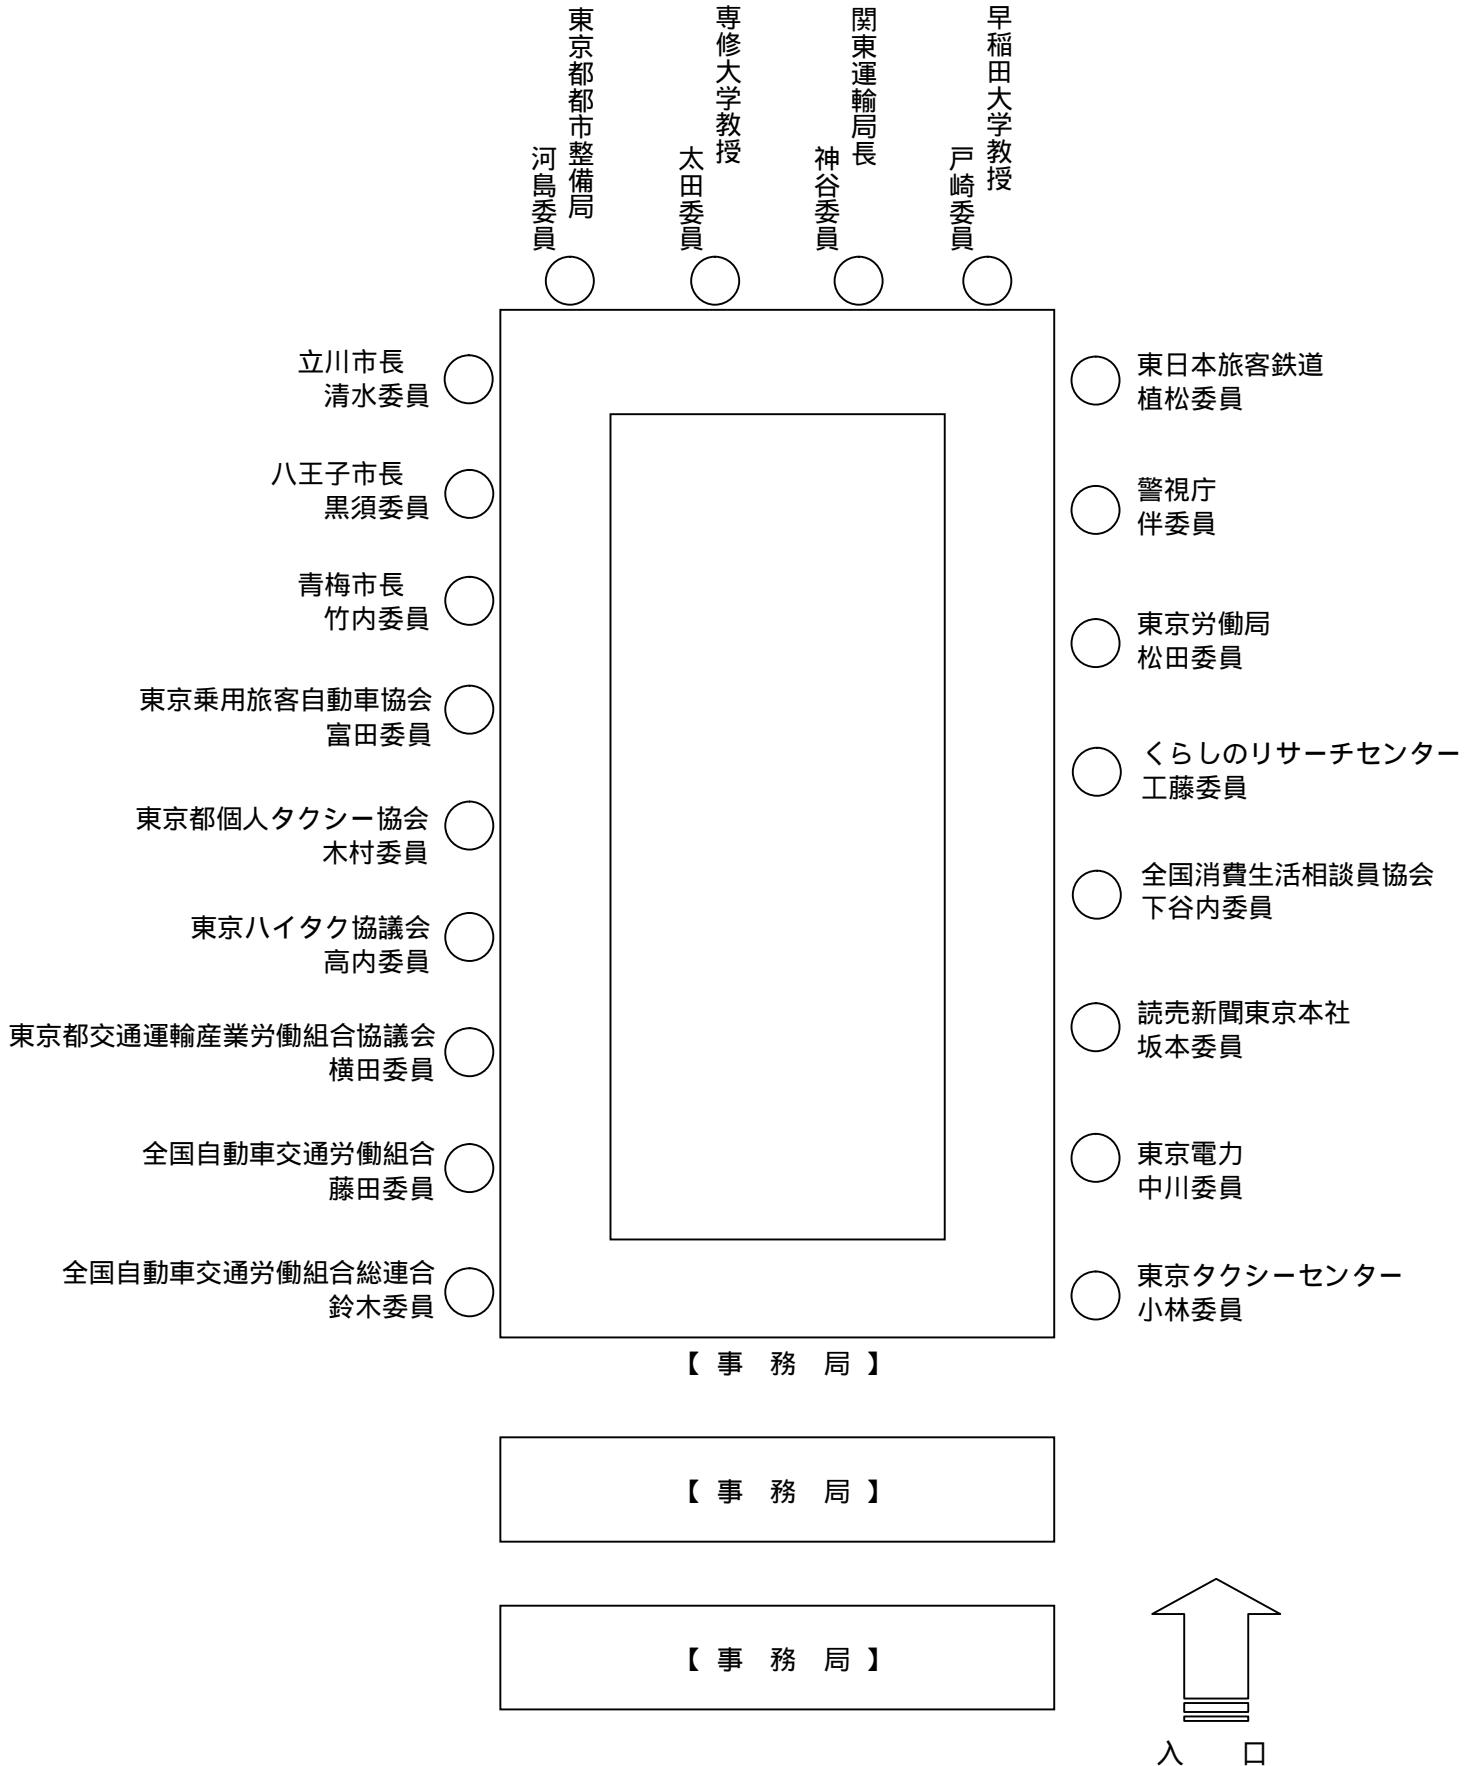 早稲田大学教授
戸崎委員
関東運輸局長
神谷委員
専修大学教授
太田委員
東京都都市整備局
河島委員
立川市長
清水委員
八王子市長
黒須委員
青梅市長
竹内委員
東京乗用旅客自動車協会
富田委員
東京都個人タクシー協会
木村委員
東京ハイタク協議会
高内委員
東京都交通運輸産業労働組合協議会
横田委員
全国自動車交通労働組合
藤田委員
全国自動車交通労働組合総連合
鈴木委員
東日本旅客鉄道
植松委員
警視庁
伴委員
東京労働局
松田委員
くらしのリサーチセンター
工藤委員
全国消費生活相談員協会
下谷内委員
読売新聞東京本社
坂本委員
東京電力
中川委員
東京タクシーセンター
小林委員
【 事 務 局 】
【 事 務 局 】
【 事 務 局 】
入 口